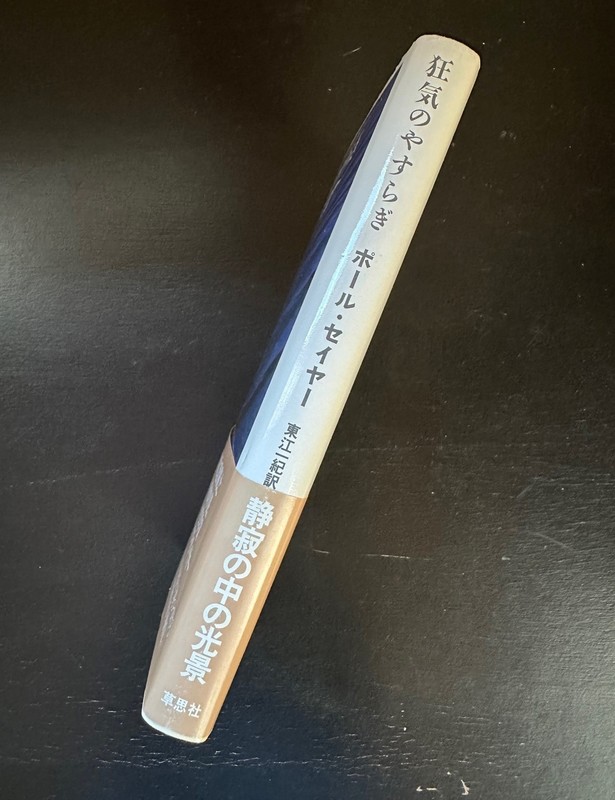 狂気のやすらぎ
ポール・セイヤー
東江一紀訳
静寂の中の光景
草思社